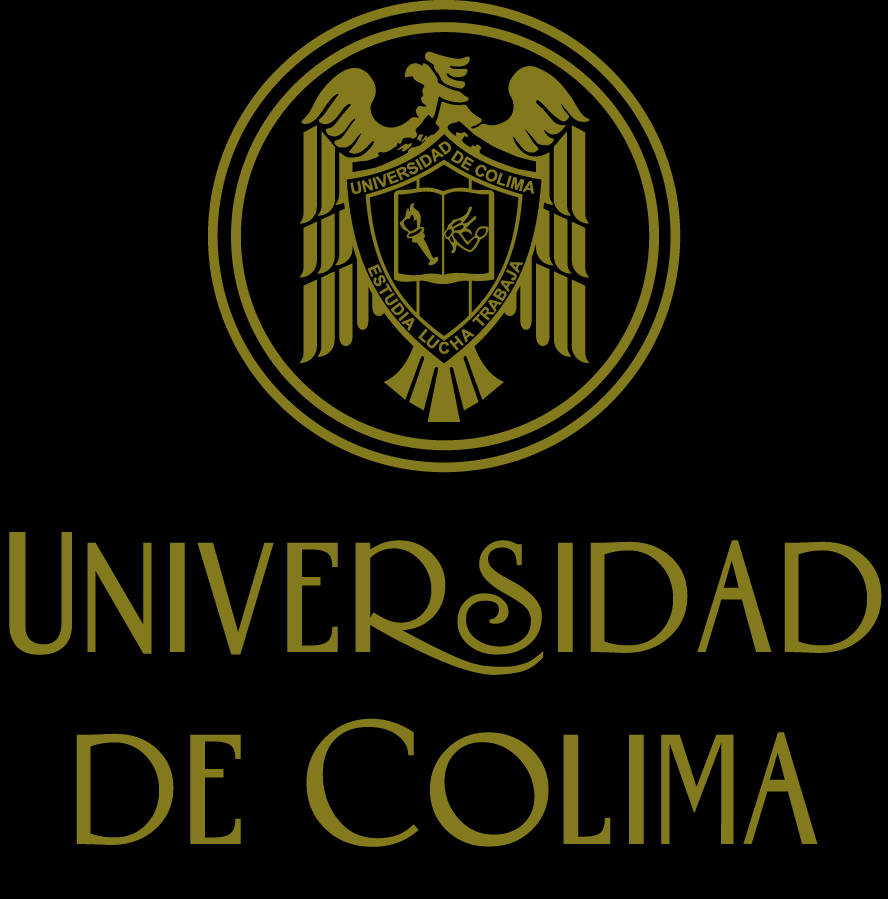 UNIVERSIDAD DE COLIMA
ESTUDIA LUCHA TRABAJA
UNIVERSIDAD
DE COLIMA